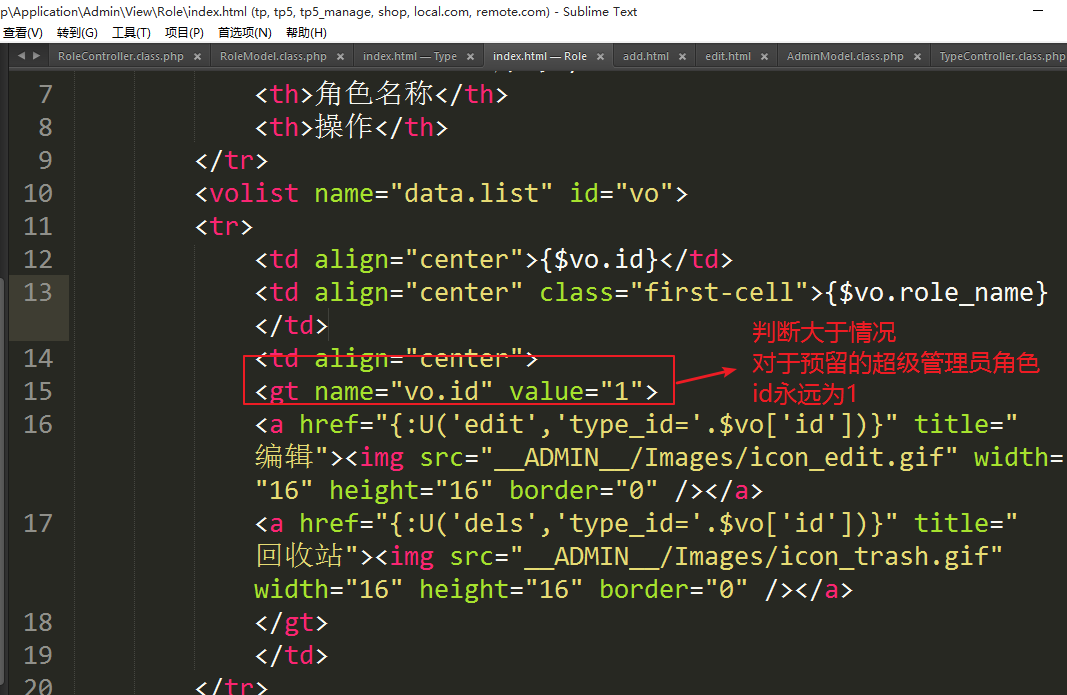 p\Application\Admin\View\Role\index.html (tp, tp5, tp5_manage, shop, local.com, remote.com) - Sublime Text
查看(V) 转到(G) 工具(T) 项目(P) 首选项(N) 帮助(H)
RoleController.class.php × RoleModel.class.php × index.html — Type × index.html — Role × add.html × edit.html × AdminModel.class.php × TypeController.class.php
7 <th>角色名称</th>
8 <th>操作</th>
9 </tr>
10 <volist name="data.list" id="vo">
11 <tr>
12 <td align="center">{$vo.id}</td>
13 <td align="center" class="first-cell">{$vo.role_name}
</td>
判断大于情况
14 <td align="center">
对于预留的超级管理员角色
15 <gt name="vo.id" value="1">
id永远为1
16 <a href="{:U('edit','type_id='.$vo['id'])}" title="
编辑"><img src="__ADMIN__/Images/icon_edit.gif" width=
"16" height="16" border="0" /></a>
17 <a href="{:U('dels','type_id='.$vo['id'])}" title="
回收站"><img src="__ADMIN__/Images/icon_trash.gif"
width="16" height="16" border="0" /></a>
18 </gt>
19 </td>
20 </tr>